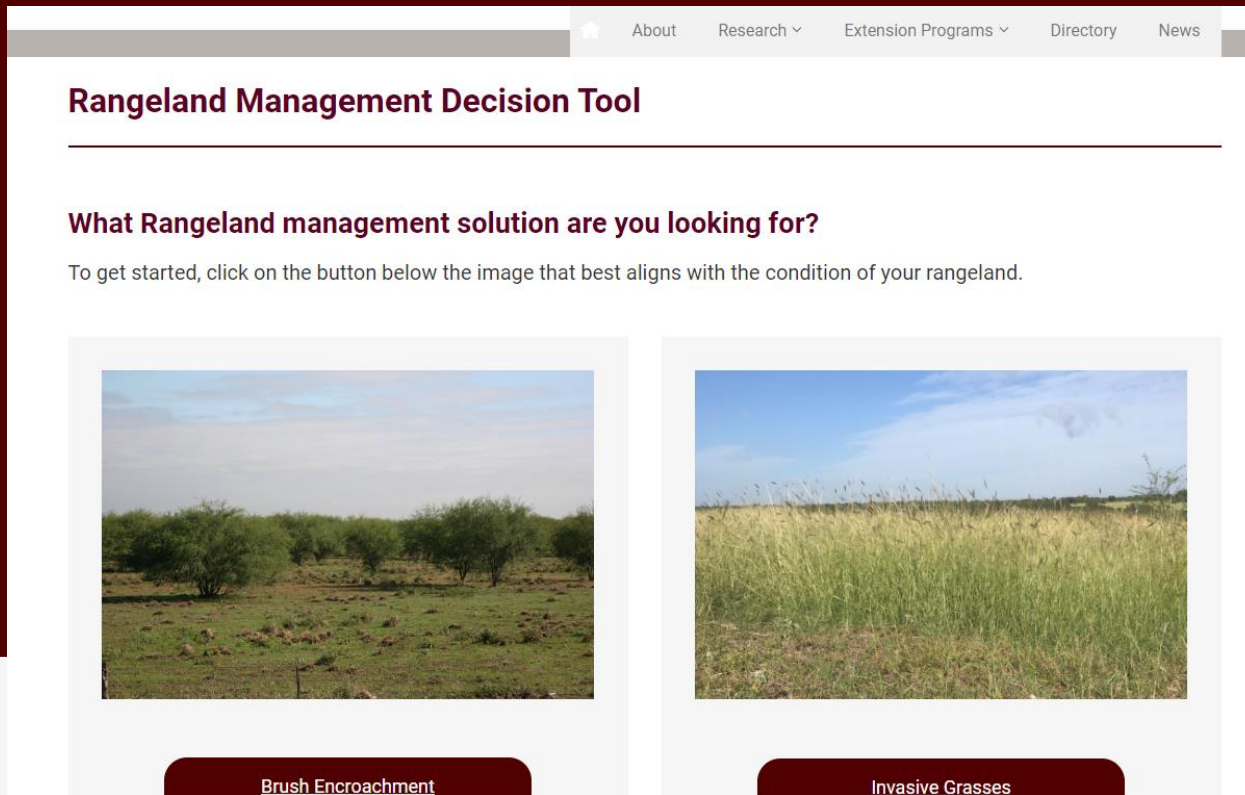 About Research Extension Programs Directory News
Rangeland Management Decision Tool
What Rangeland management solution are you looking for?
To get started, click on the button below the image that best aligns with the condition of your rangeland.
Brush Encroachment
Invasive Grasses